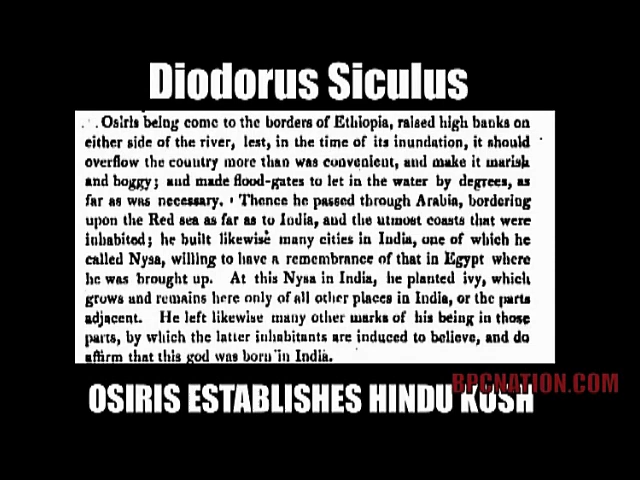 Diodorus Siculus
Osiris being come to the borders of Ethiopia, raised high banks on
either side of the river, lest, in the time of its inundation, it should
overflow the country more than was convenient, and make it marish
and boggy; and made flood-gates to let in the water by degrees, as
far as was necessary. Thence he passed through Arabia, bordering
upon the Red sea as far as to India, and the utmost coasts that were
inhabited; he built likewise many cities in India, one of which he
called Nysa, willing to have a remembrance of that in Egypt where
he was brought up. At this Nysa in India, he planted ivy, which
grows and remains here only of all other places in India, or the parts
adjacent. He left likewise many other marks of his being in those
parts, by which the latter inhabitants are induced to believe, and do
affirm that this god was born in India.
BPCNATION.COM
OSIRIS ESTABLISHES HINDU KUSH